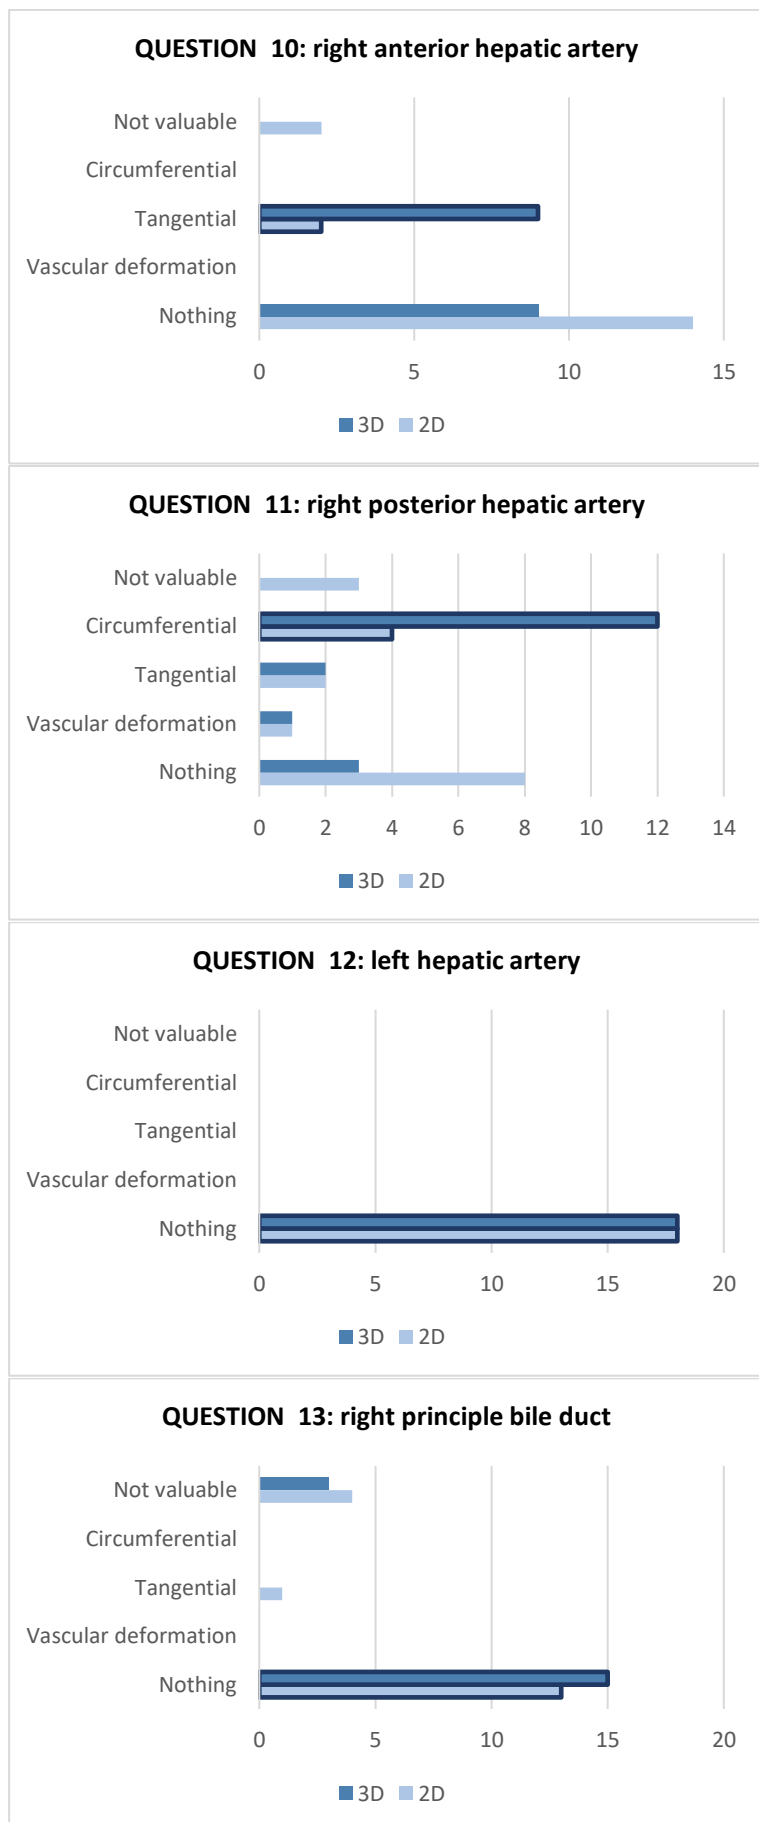 QUESTION 10: right anterior hepatic artery
Not valuable
Circumferential
Tangential
Vascular deformation
Nothing
0 5 10 15
3D 2D
QUESTION 11: right posterior hepatic artery
Not valuable
Circumferential
Tangential
Vascular deformation
Nothing
0 2 4 6 8 10 12 14
3D 2D
QUESTION 12: left hepatic artery
Not valuable
Circumferential
Tangential
Vascular deformation
Nothing
0 5 10 15 20
3D 2D
QUESTION 13: right principle bile duct
Not valuable
Circumferential
Tangential
Vascular deformation
Nothing
0 5 10 15 20
3D 2D